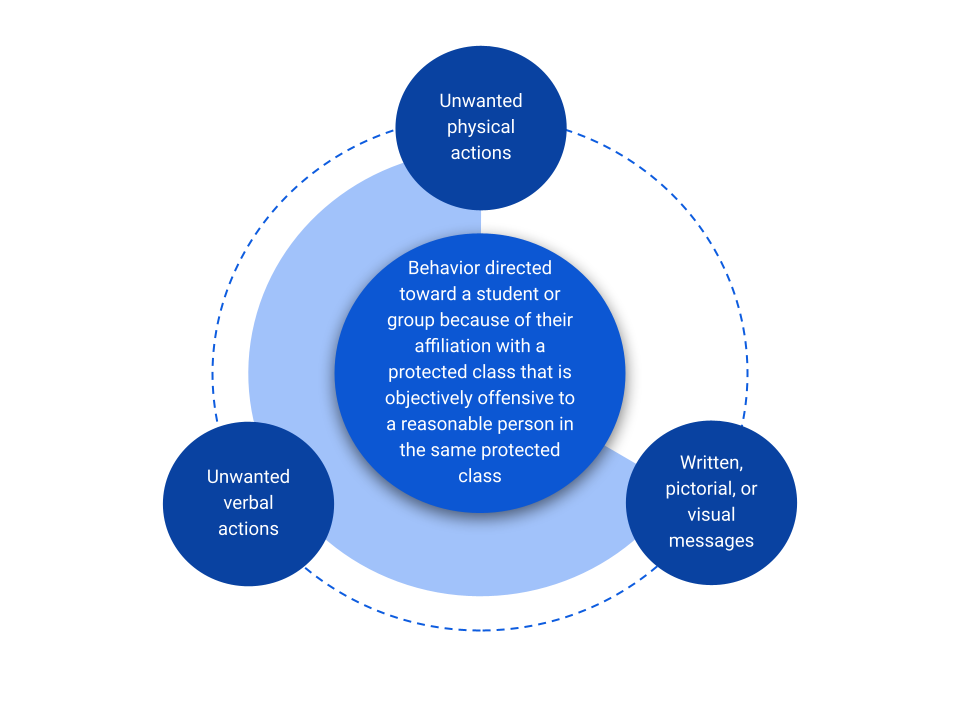 Unwanted
physical
actions
Behavior directed
toward a student or
group because of their
affiliation with a
protected class that is
objectively offensive to
a reasonable person in
the same protected
class
Unwanted
verbal
actions
Written,
pictorial, or
visual
messages